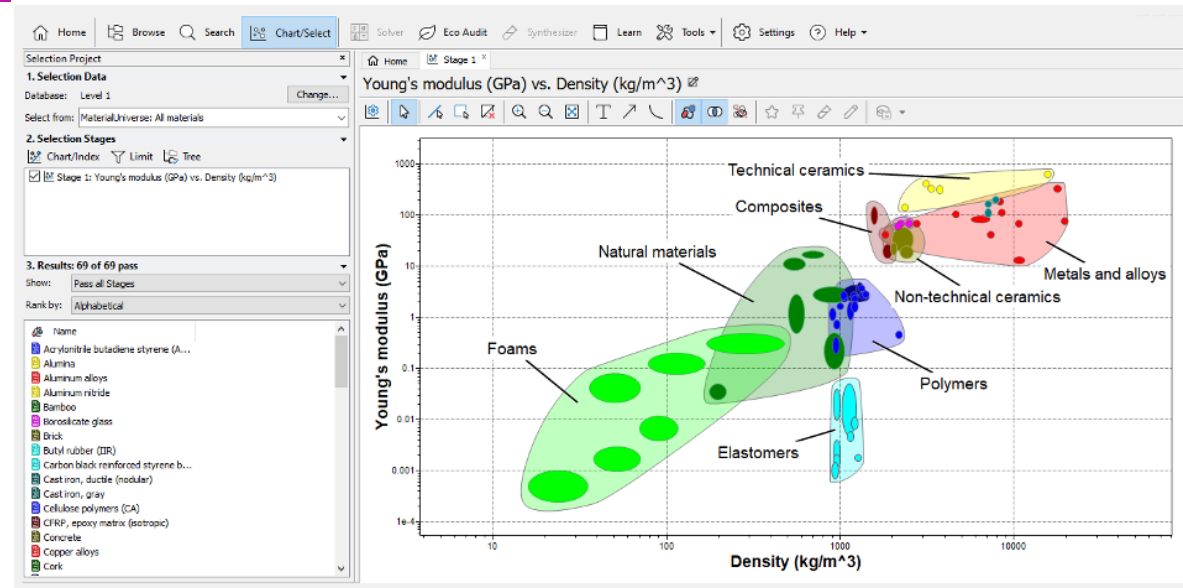 Home Browse Search Chart/Select Solver Eco Audit Synthesizer Learn Tools Settings Help
Selection Project
Home Stage 1
1. Selection Data
Young's modulus (GPa) vs. Density (kg/m^3)
Database: Level 1 Change...
Select from: MaterialUniverse: All materials
2. Selection Stages
Chart/Index Limit Tree
Stage 1: Young's modulus (GPa) vs. Density (kg/m^3)
3. Results: 69 of 69 pass
Show: Pass all Stages
Rank by: Alphabetical
Name
Acrylonitrile butadiene styrene (A...
Alumina
Aluminum alloys
Aluminum nitride
Bamboo
Borosilicate glass
Brick
Butyl rubber (IIR)
Carbon black reinforced styrene b...
Cast iron, ductile (nodular)
Cast iron, gray
Cellulose polymers (CA)
CFRP, epoxy matrix (isotropic)
Concrete
Copper alloys
Cork
Young's modulus (GPa)
1000
100
10
1
0.1
0.01
0.001
1e-4
Technical ceramics
Composites
Natural materials
Metals and alloys
Non-technical ceramics
Foams
Polymers
Elastomers
10 100 1000 10000
Density (kg/m^3)